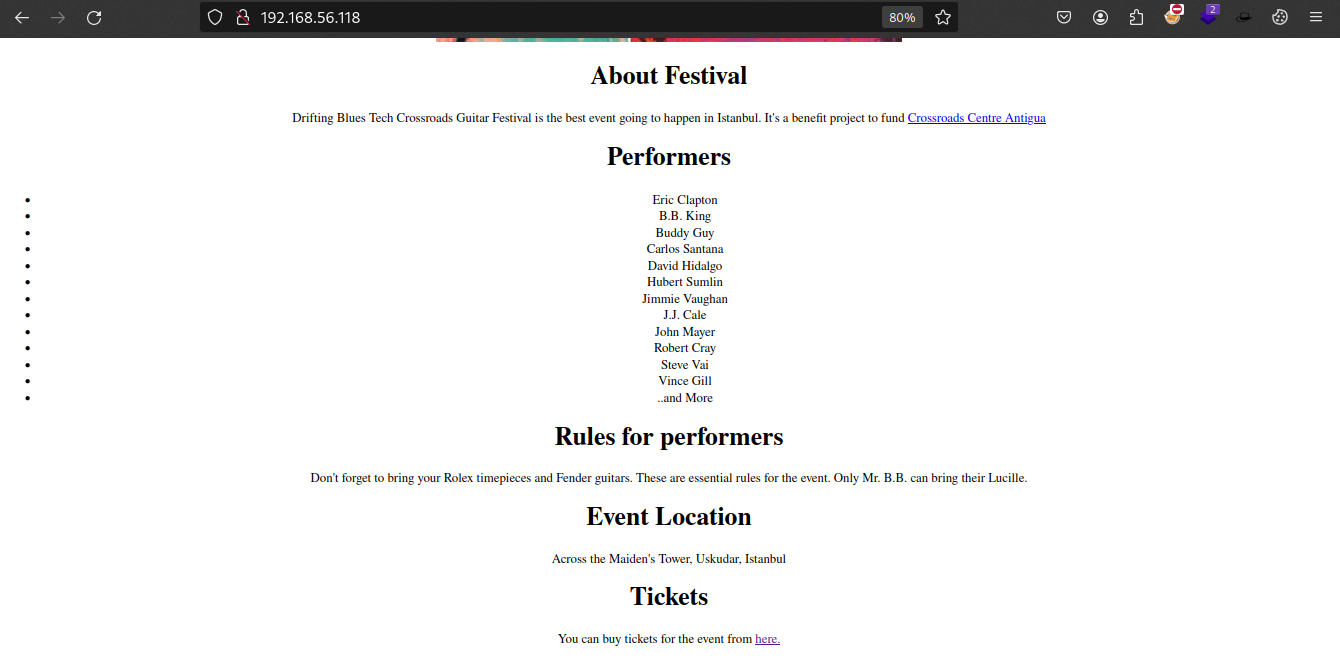 192.168.56.118
80%
2
About Festival
Drifting Blues Tech Crossroads Guitar Festival is the best event going to happen in Istanbul. It's a benefit project to fund Crossroads Centre Antigua
Performers
Eric Clapton
B.B. King
Buddy Guy
Carlos Santana
David Hidalgo
Hubert Sumlin
Jimmie Vaughan
J.J. Cale
John Mayer
Robert Cray
Steve Vai
Vince Gill
..and More
Rules for performers
Don't forget to bring your Rolex timepieces and Fender guitars. These are essential rules for the event. Only Mr. B.B. can bring their Lucille.
Event Location
Across the Maiden's Tower, Uskudar, Istanbul
Tickets
You can buy tickets for the event from here.